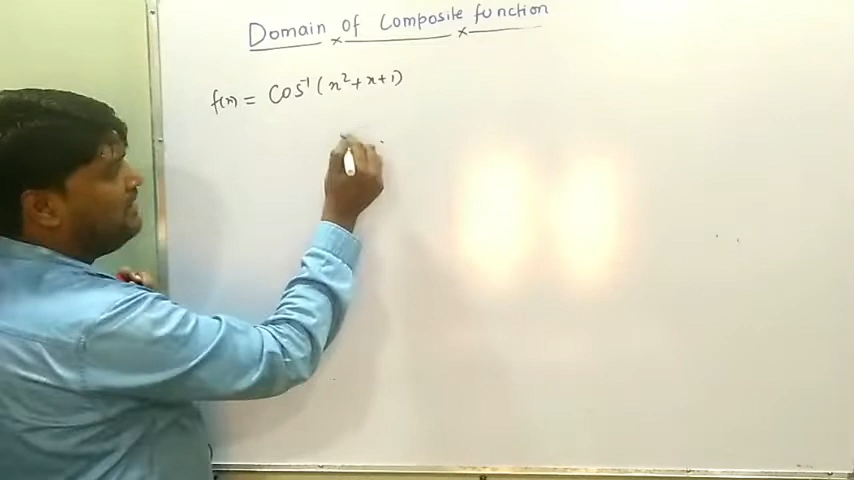 Domain of Composite function
f(x) = Cos⁻¹ (x² + x + 1)